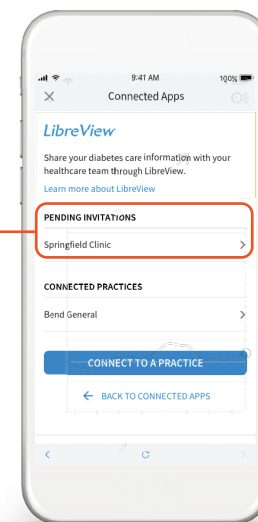 9:41 AM
100%
Connected Apps
LibreView
Share your diabetes care information with your
healthcare team through LibreView.
Learn more about LibreView
PENDING INVITATIONS
Springfield Clinic
CONNECTED PRACTICES
Bend General
CONNECT TO A PRACTICE
BACK TO CONNECTED APPS